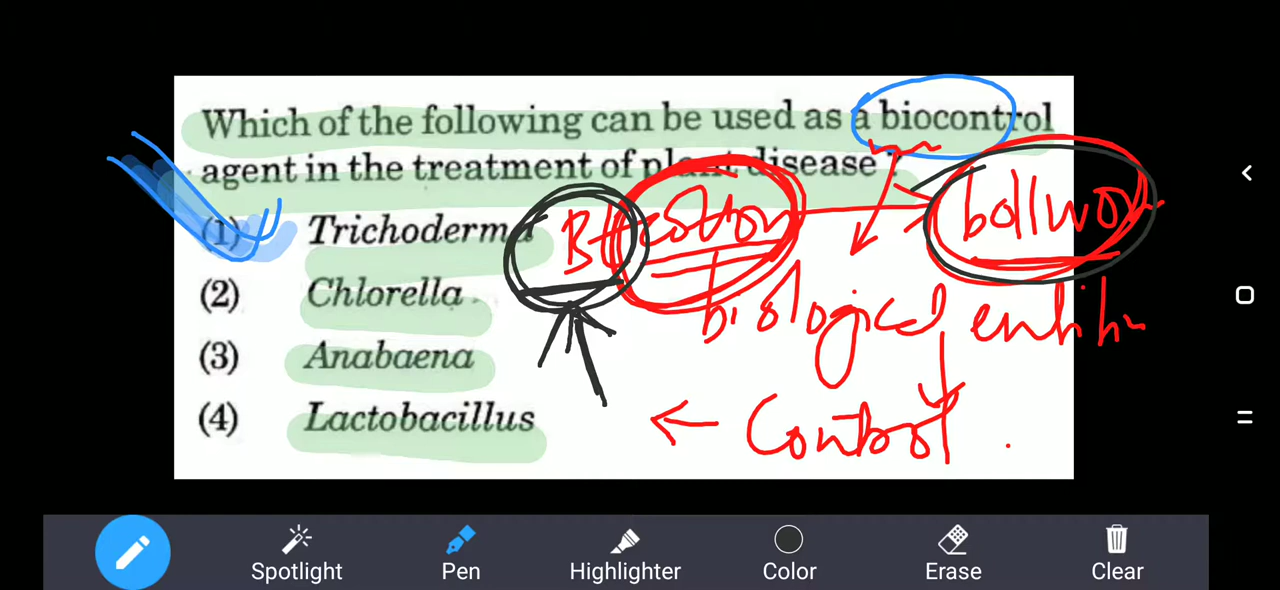 Which of the following can be used as a biocontrol
agent in the treatment of plant disease ?
(1) Trichoderma
Bt cotton bollworm
(2) Chlorella
biological entity
(3) Anabaena
(4) Lactobacillus
← Control
Spotlight Pen Highlighter Color Erase Clear